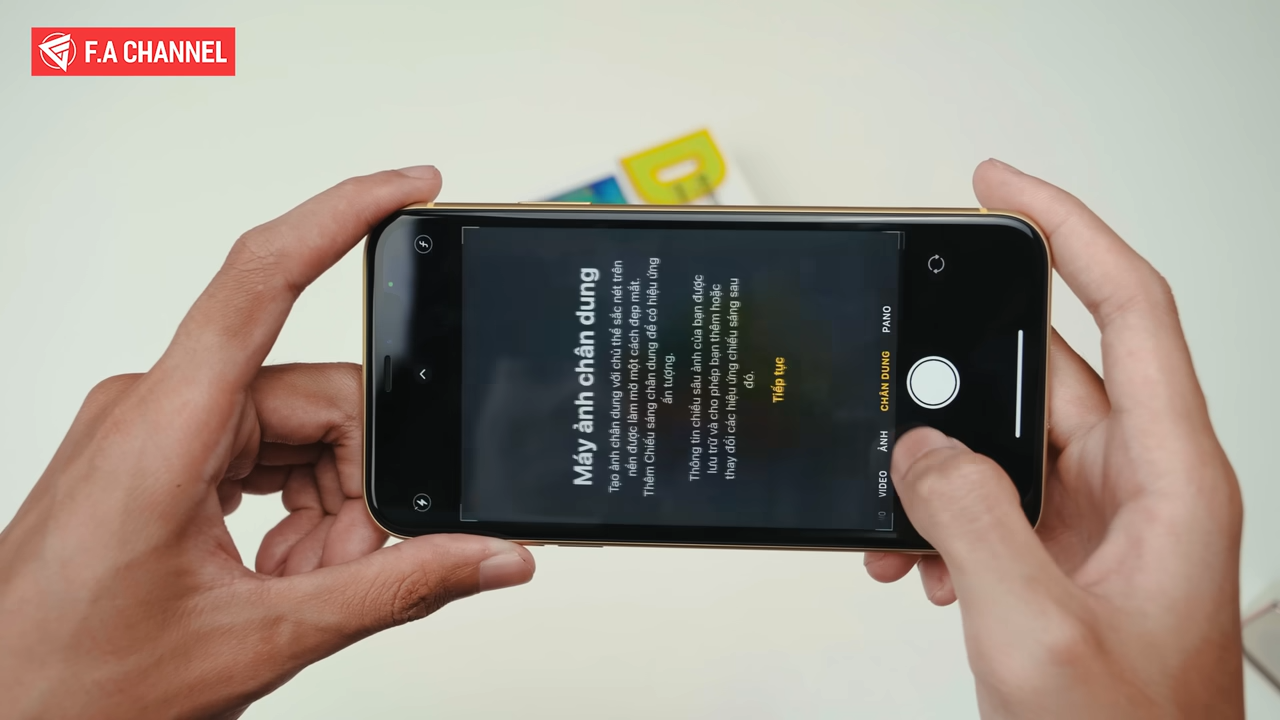 F.A CHANNEL
D
Máy ảnh chân dung
Tạo ảnh chân dung với chủ thể sắc nét trên
nền được làm mờ một cách đẹp mắt.
Thêm Chiếu sáng chân dung để có hiệu ứng
ấn tượng.
Thông tin chiều sâu ảnh của bạn được
lưu trữ và cho phép bạn thêm hoặc
thay đổi các hiệu ứng chiếu sáng sau
đó.
Tiếp tục
VIDEO ẢNH CHÂN DUNG PANO